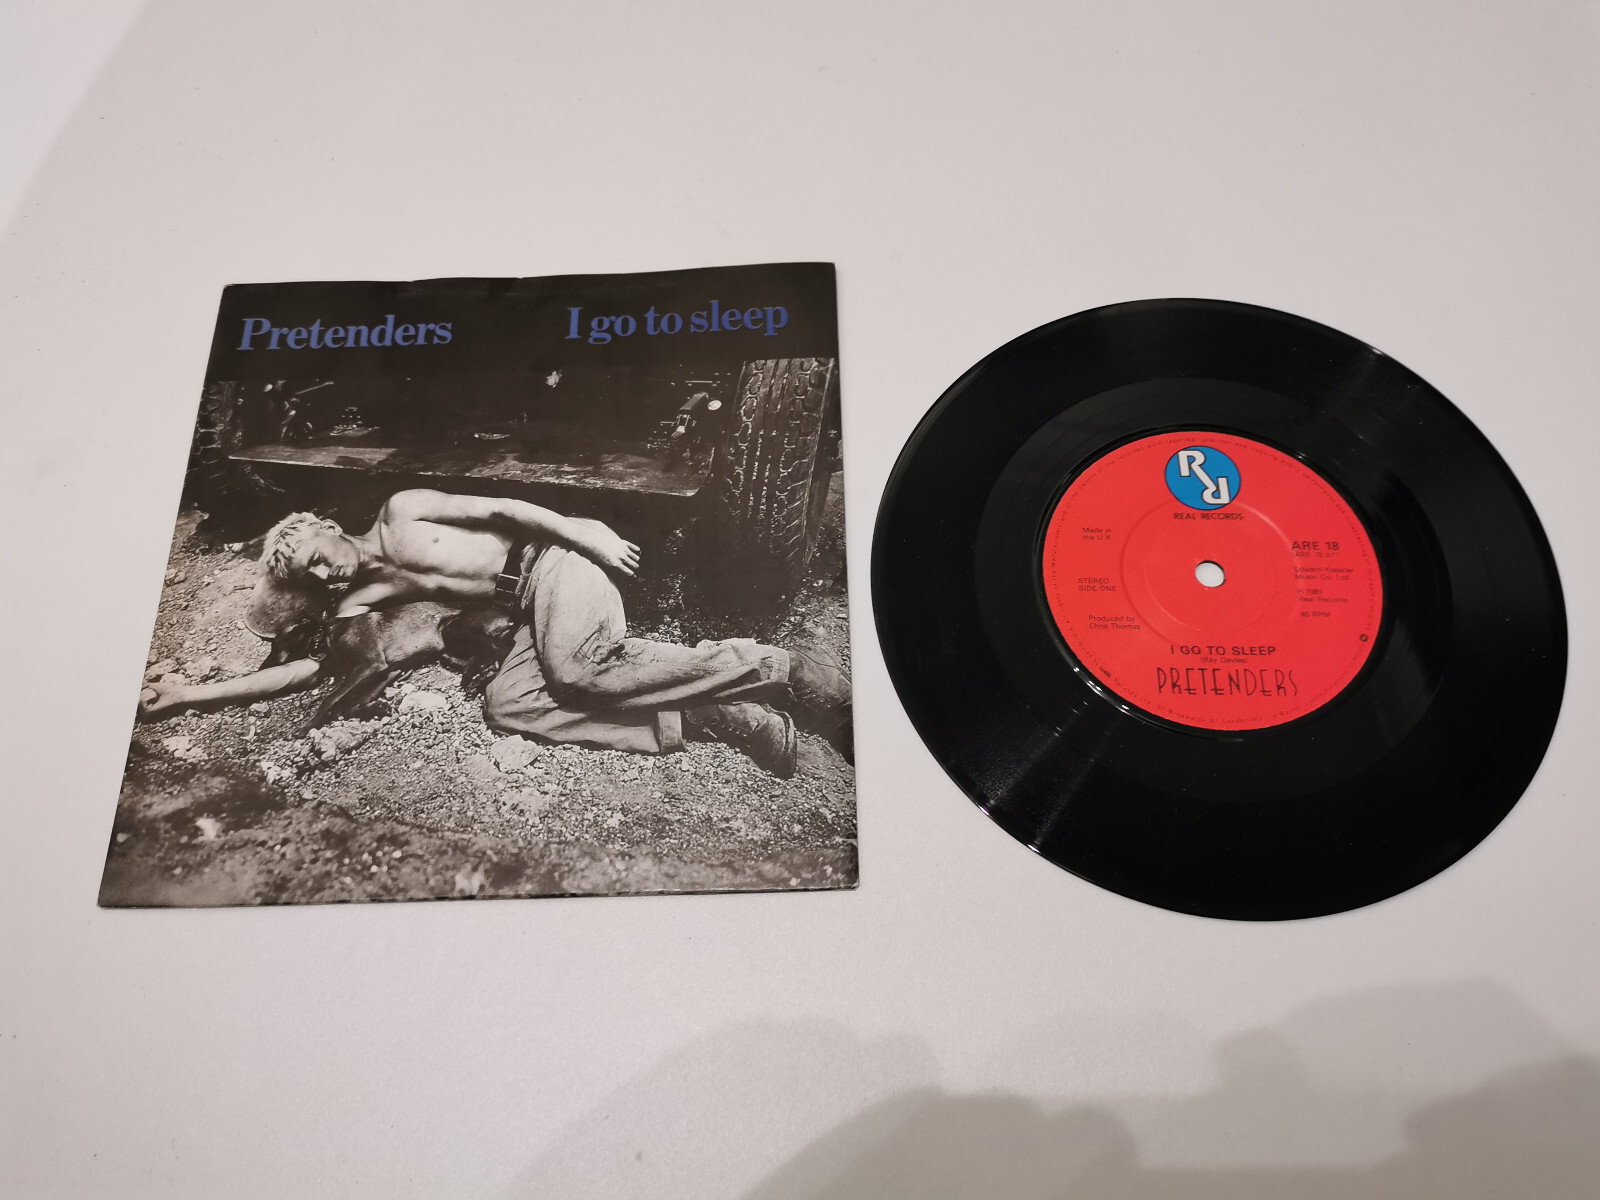 Pretenders
I go to sleep
RR
REAL RECORDS
Made in
the U.K.
ARE 18
Edward Kassner
Music Co. Ltd.
STEREO
SIDE ONE
℗ 1981
Real Records
45 RPM
Produced by
Chris Thomas
I GO TO SLEEP
(Ray Davies)
PRETENDERS